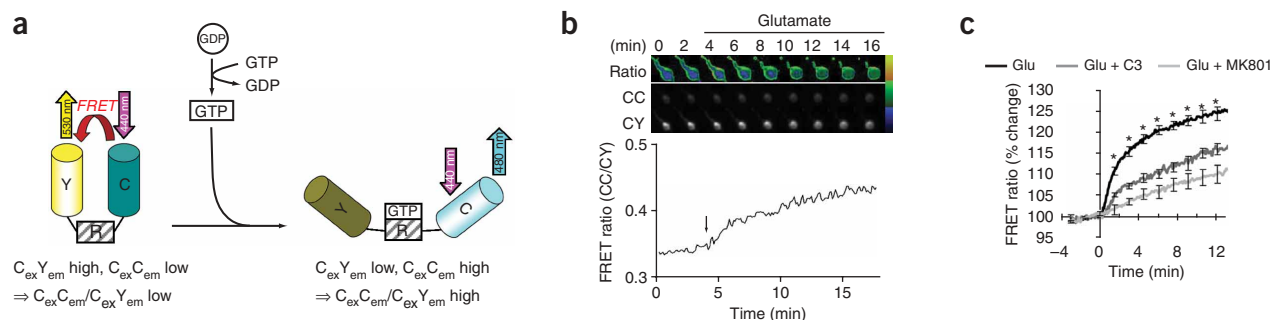 a
GDP
GTP
GDP
GTP
530 nm
FRET
440 nm
Y
C
R
440 nm
480 nm
Y
GTP
R
C
CexYem high, CexCem low
⇒ CexCem/CexYem low
CexYem low, CexCem high
⇒ CexCem/CexYem high
b
Glutamate
(min) 0 2 4 6 8 10 12 14 16
Ratio
CC
CY
FRET ratio (CC/CY)
0.5
0.4
0.3
0 5 10 15
Time (min)
c
Glu Glu + C3 Glu + MK801
FRET ratio (% change)
130
125
120
115
110
105
100
95
* * * * * * * *
–4 0 4 8 12
Time (min)